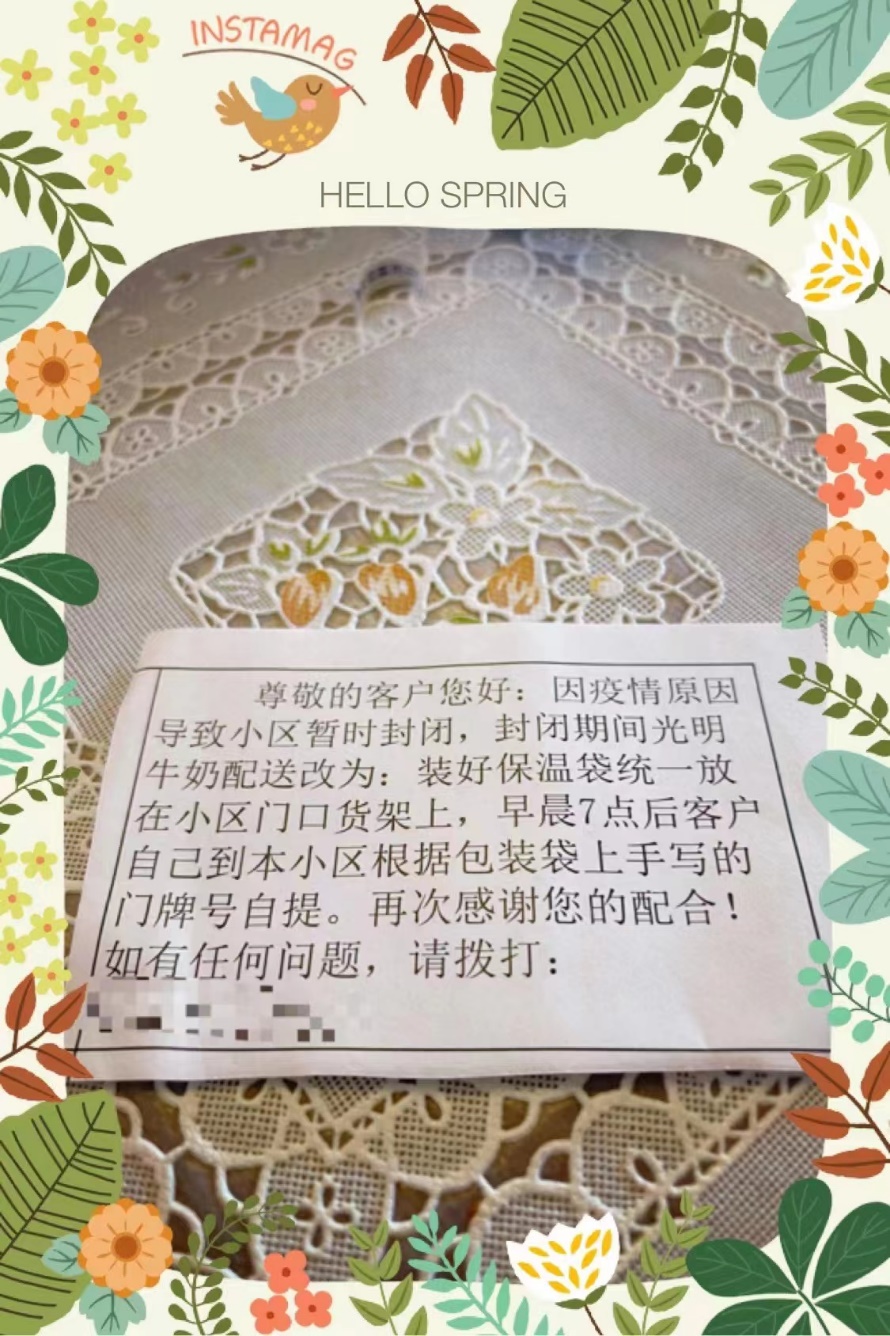 INSTAMAG
HELLO SPRING
尊敬的客户您好：因疫情原因
导致小区暂时封闭，封闭期间光明
牛奶配送改为：装好保温袋统一放
在小区门口货架上，早晨7点后客户
自己到本小区根据包装袋上手写的
门牌号自提。再次感谢您的配合！
如有任何问题，请拨打：